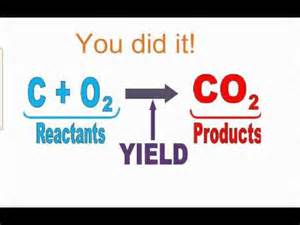 You did it!
C + O₂ → CO₂
Reactants Products
YIELD